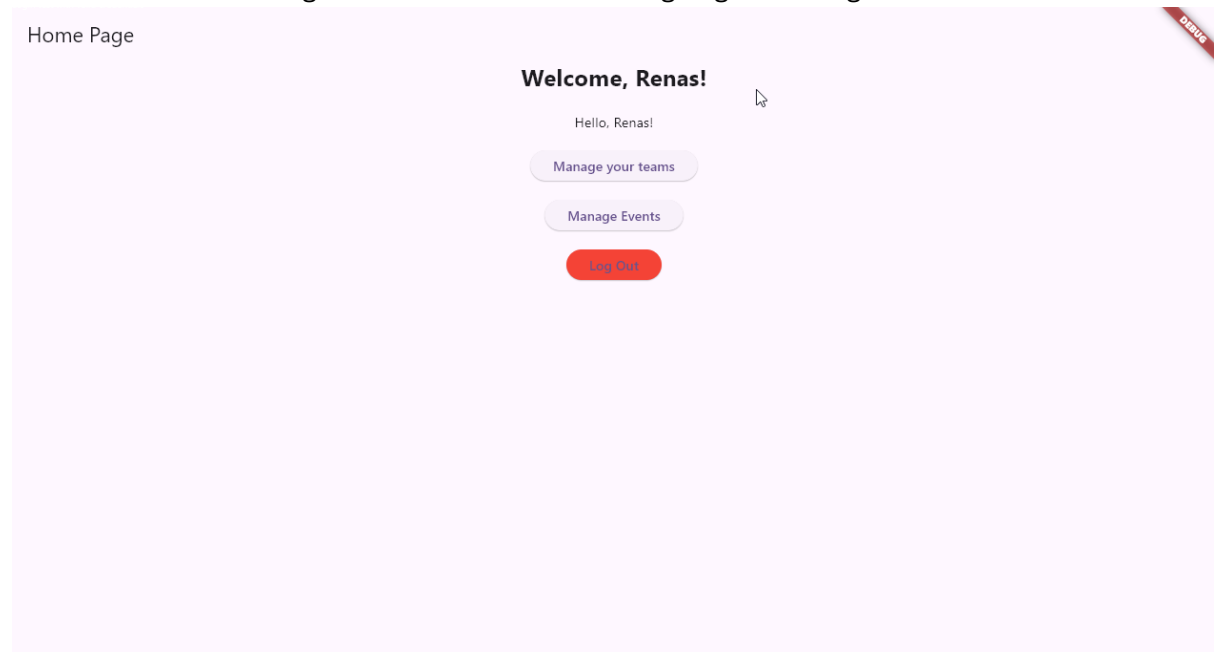 Home Page
DEBUG
Welcome, Renas!
Hello, Renas!
Manage your teams
Manage Events
Log Out